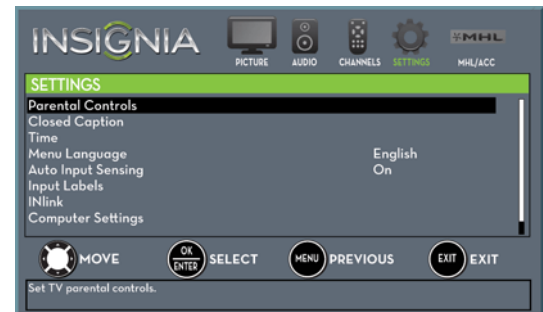 INSIGNIA
PICTURE AUDIO CHANNELS SETTINGS MHL MHL/ACC
SETTINGS
Parental Controls
Closed Caption
Time
Menu Language English
Auto Input Sensing On
Input Labels
INlink
Computer Settings
MOVE OK ENTER SELECT MENU PREVIOUS EXIT EXIT
Set TV parental controls.